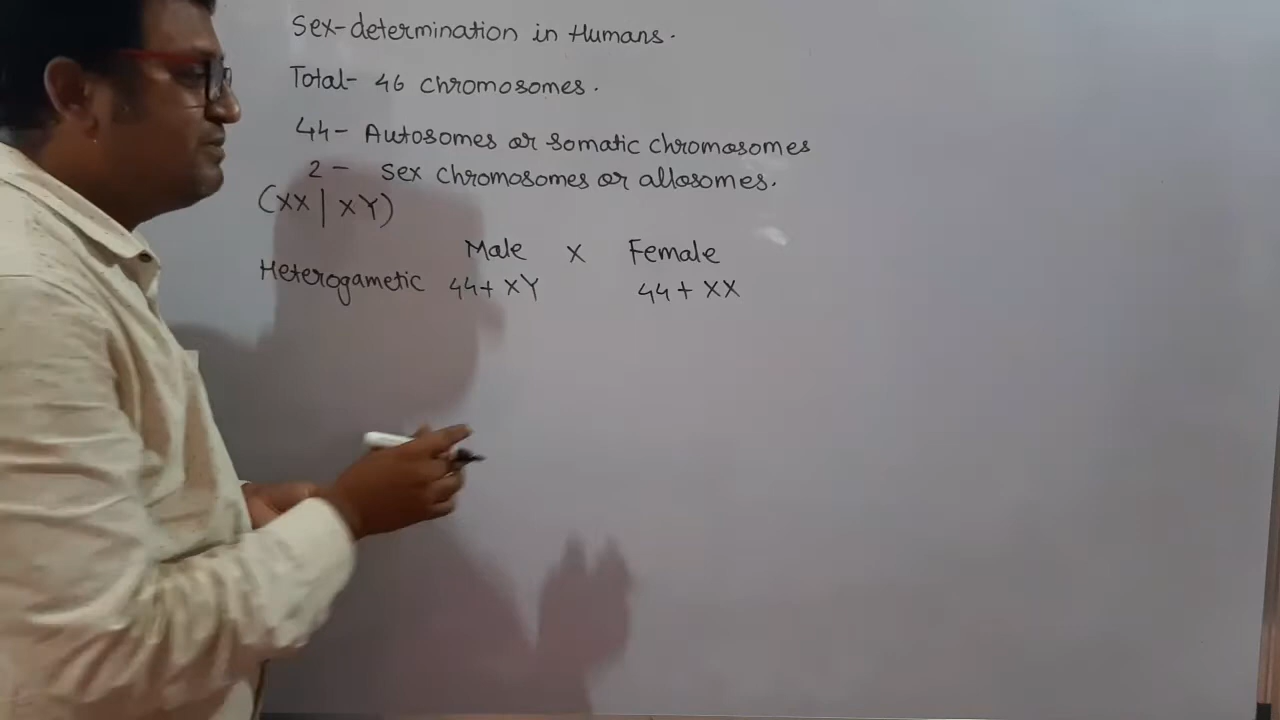 Sex-determination in Humans.
Total- 46 chromosomes.
44- Autosomes or somatic chromosomes
2 - sex chromosomes or allosomes.
(XX | XY)
Male X Female
Heterogametic 44+ XY 44+ XX